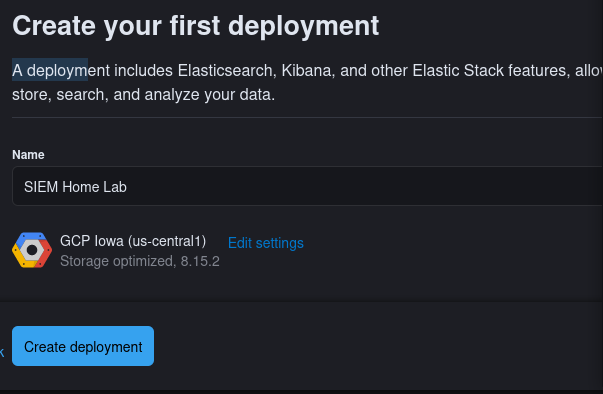 Create your first deployment
A deployment includes Elasticsearch, Kibana, and other Elastic Stack features,
store, search, and analyze your data.
Name
SIEM Home Lab
GCP Iowa (us-central1)
Edit settings
Storage optimized, 8.15.2
Create deployment